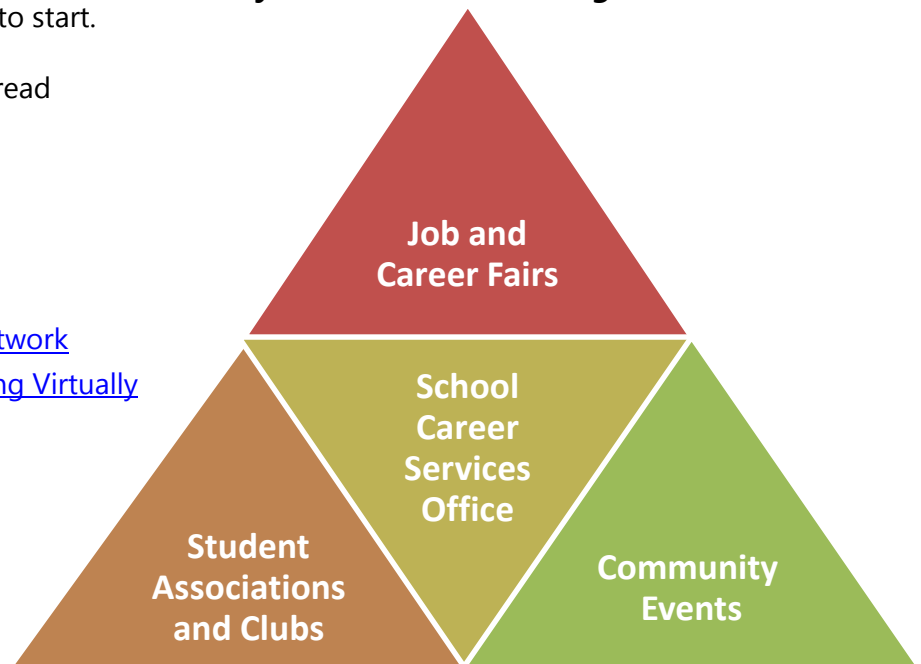 to start.
read
twork
ng Virtually
Job and
Career Fairs
School
Career
Services
Office
Student
Associations
and Clubs
Community
Events